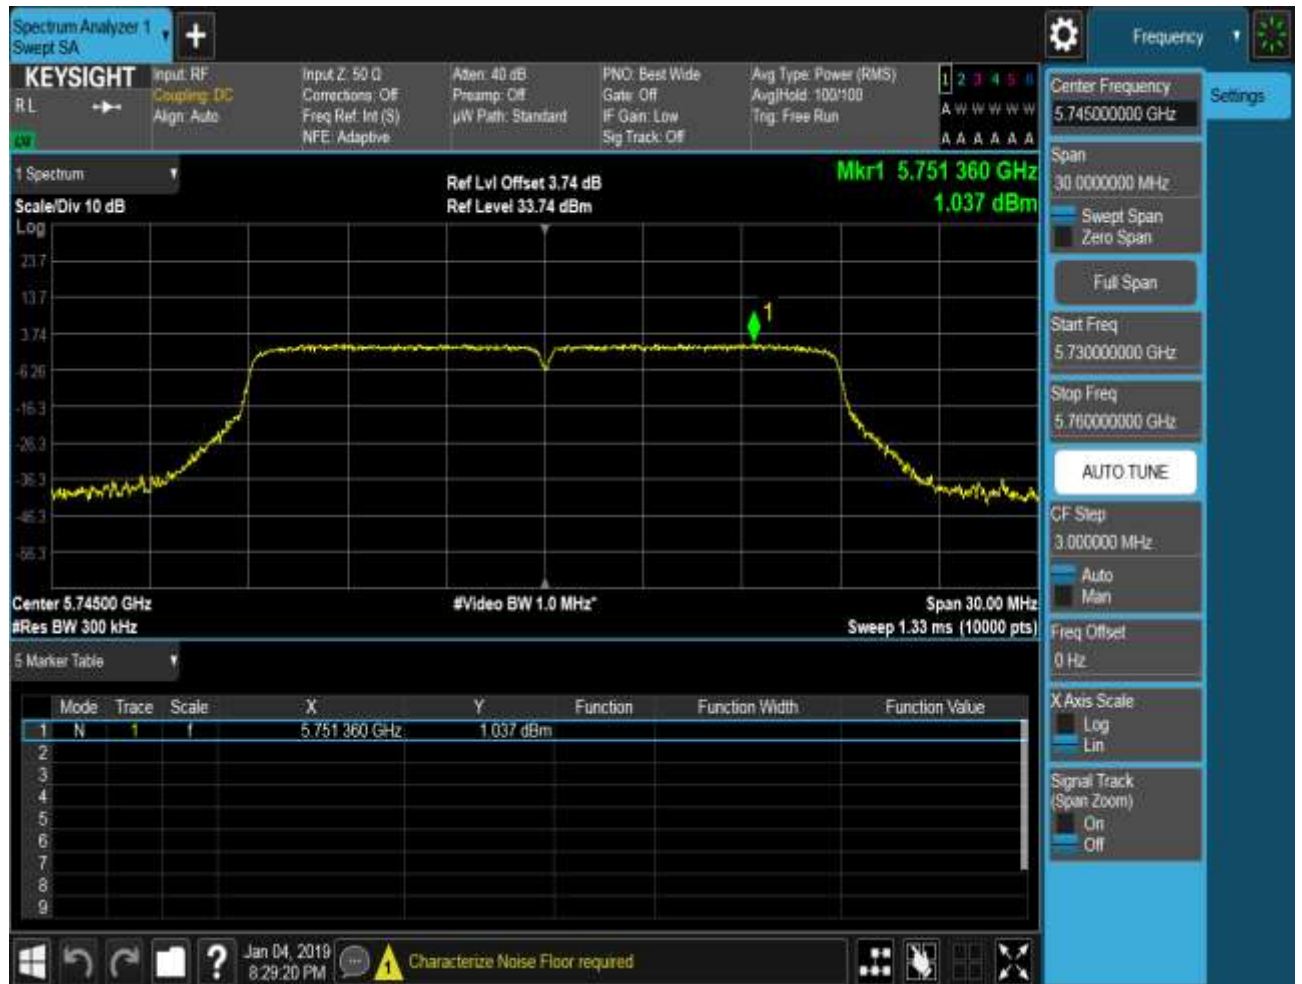 Spectrum Analyzer 1
Swept SA
Frequency
KEYSIGHT
RL
Input: RF
Coupling: DC
Align: Auto
Input Z: 50 Ω
Corrections: Off
Freq Ref: Int (S)
NFE: Adaptive
Atten: 40 dB
Preamp: Off
µW Path: Standard
PNO: Best Wide
Gate: Off
IF Gain: Low
Sig Track: Off
Avg Type: Power (RMS)
Avg|Hold: 100/100
Trig: Free Run
1 2 3 4 5 6
A W W W W W
A A A A A A
1 Spectrum
Scale/Div 10 dB
Log
Ref Lvl Offset 3.74 dB
Ref Level 33.74 dBm
Mkr1 5.751 360 GHz
1.037 dBm
23.7
13.7
3.74
-6.26
-16.3
-26.3
-36.3
-46.3
-56.3
1
Center 5.74500 GHz
#Res BW 300 kHz
#Video BW 1.0 MHz*
Span 30.00 MHz
Sweep 1.33 ms (10000 pts)
5 Marker Table
Mode Trace Scale X Y Function Function Width Function Value
1 N 1 f 5.751 360 GHz 1.037 dBm
2
3
4
5
6
7
8
9
Center Frequency
5.745000000 GHz
Settings
Span
30.0000000 MHz
Swept Span
Zero Span
Full Span
Start Freq
5.730000000 GHz
Stop Freq
5.760000000 GHz
AUTO TUNE
CF Step
3.000000 MHz
Auto
Man
Freq Offset
0 Hz
X Axis Scale
Log
Lin
Signal Track
(Span Zoom)
On
Off
?
Jan 04, 2019
8:29:20 PM
1
Characterize Noise Floor required